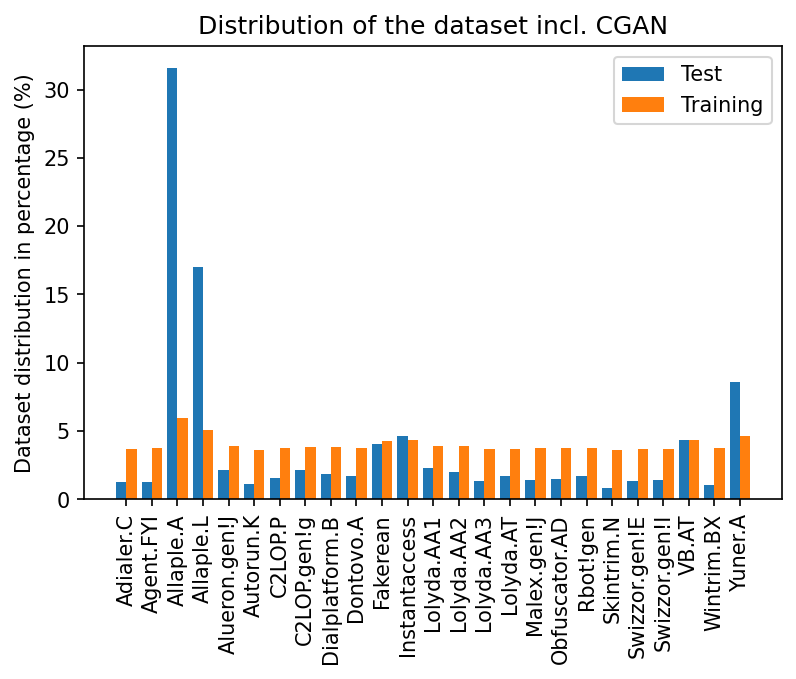 Distribution of the dataset incl. CGAN
Test
Training
Dataset distribution in percentage (%)
30
25
20
15
10
5
0
Adialer.C
Agent.FYI
Allaple.A
Allaple.L
Alueron.gen!J
Autorun.K
C2LOP.P
C2LOP.gen!g
Dialplatform.B
Dontovo.A
Fakerean
Instantaccess
Lolyda.AA1
Lolyda.AA2
Lolyda.AA3
Lolyda.AT
Malex.gen!J
Obfuscator.AD
Rbot!gen
Skintrim.N
Swizzor.gen!E
Swizzor.gen!I
VB.AT
Wintrim.BX
Yuner.A